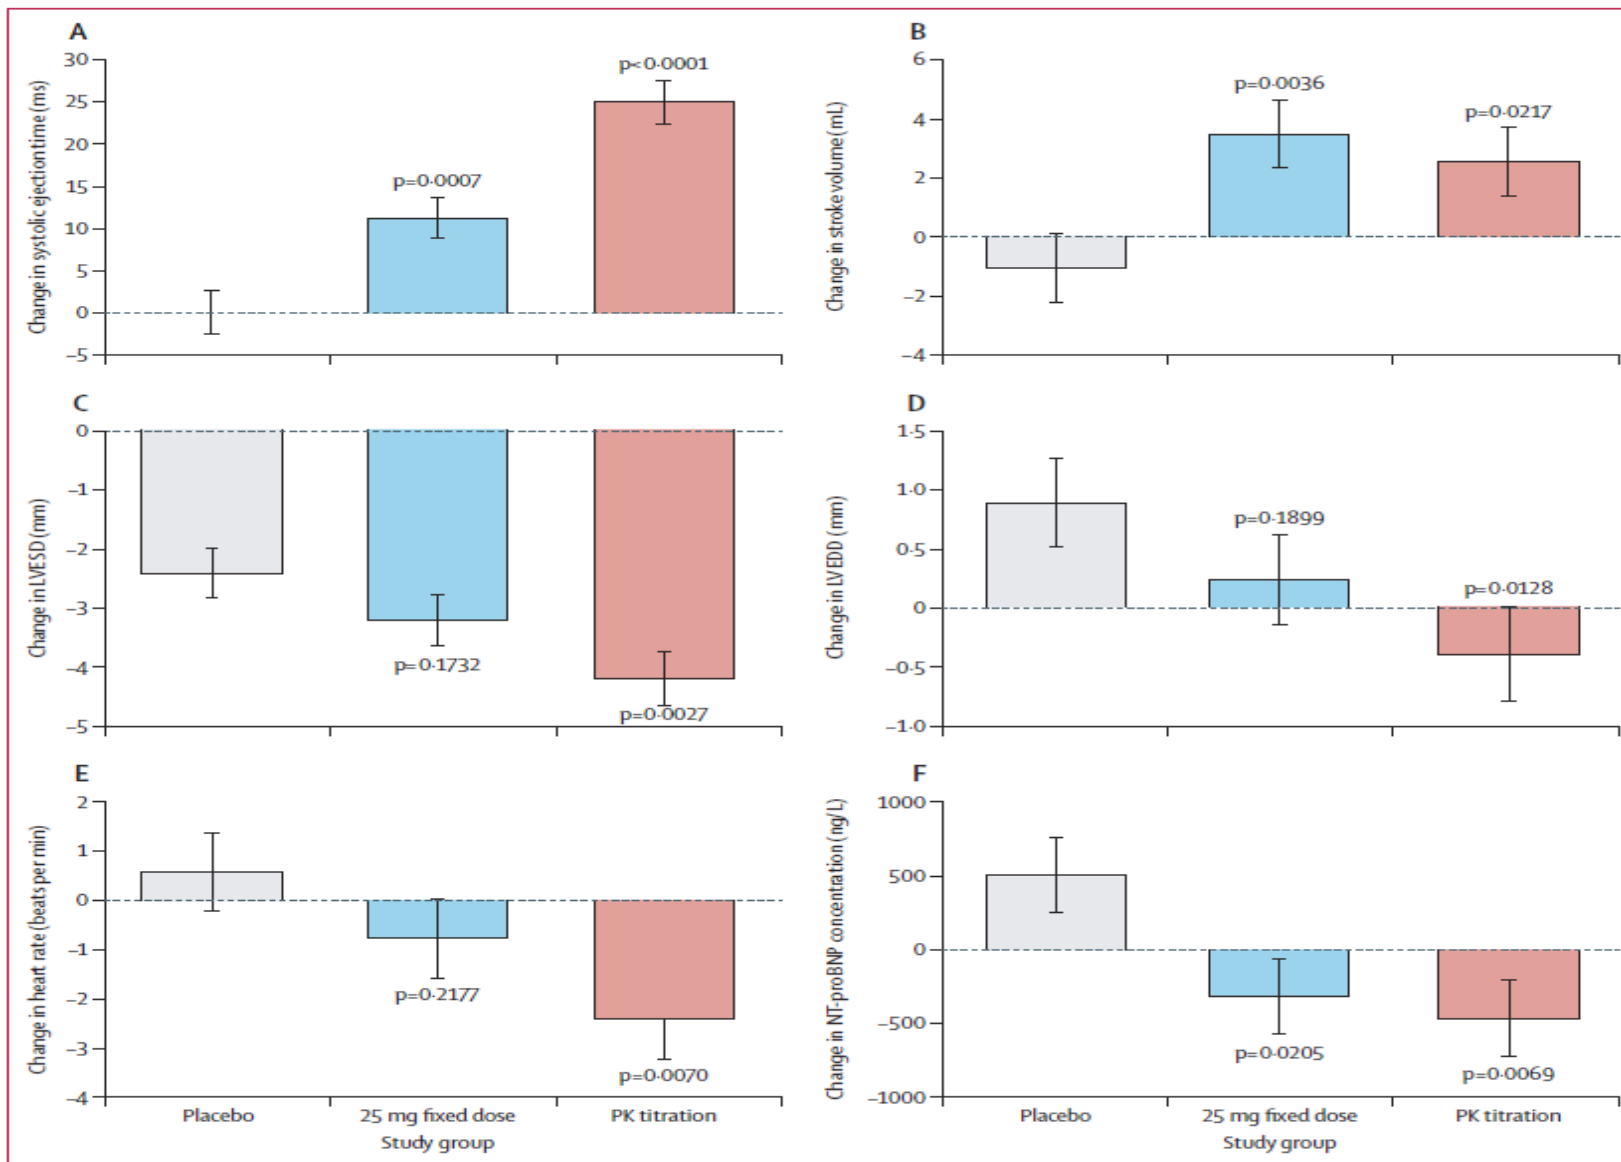 A
Change in systolic ejection time (ms)
30
25
20
15
10
5
0
–5
p=0·0007
p<0·0001
B
Change in stroke volume (mL)
6
4
2
0
–2
–4
p=0·0036
p=0·0217
C
Change in LVESD (mm)
0
–1
–2
–3
–4
–5
p=0·1732
p=0·0027
D
Change in LVEDD (mm)
1·5
1·0
0·5
0
–0·5
–1·0
p=0·1899
p=0·0128
E
Change in heart rate (beats per min)
2
1
0
–1
–2
–3
–4
p=0·2177
p=0·0070
Placebo
25 mg fixed dose
PK titration
Study group
F
Change in NT-proBNP concentration (ng/L)
1000
500
0
–500
–1000
p=0·0205
p=0·0069
Placebo
25 mg fixed dose
PK titration
Study group